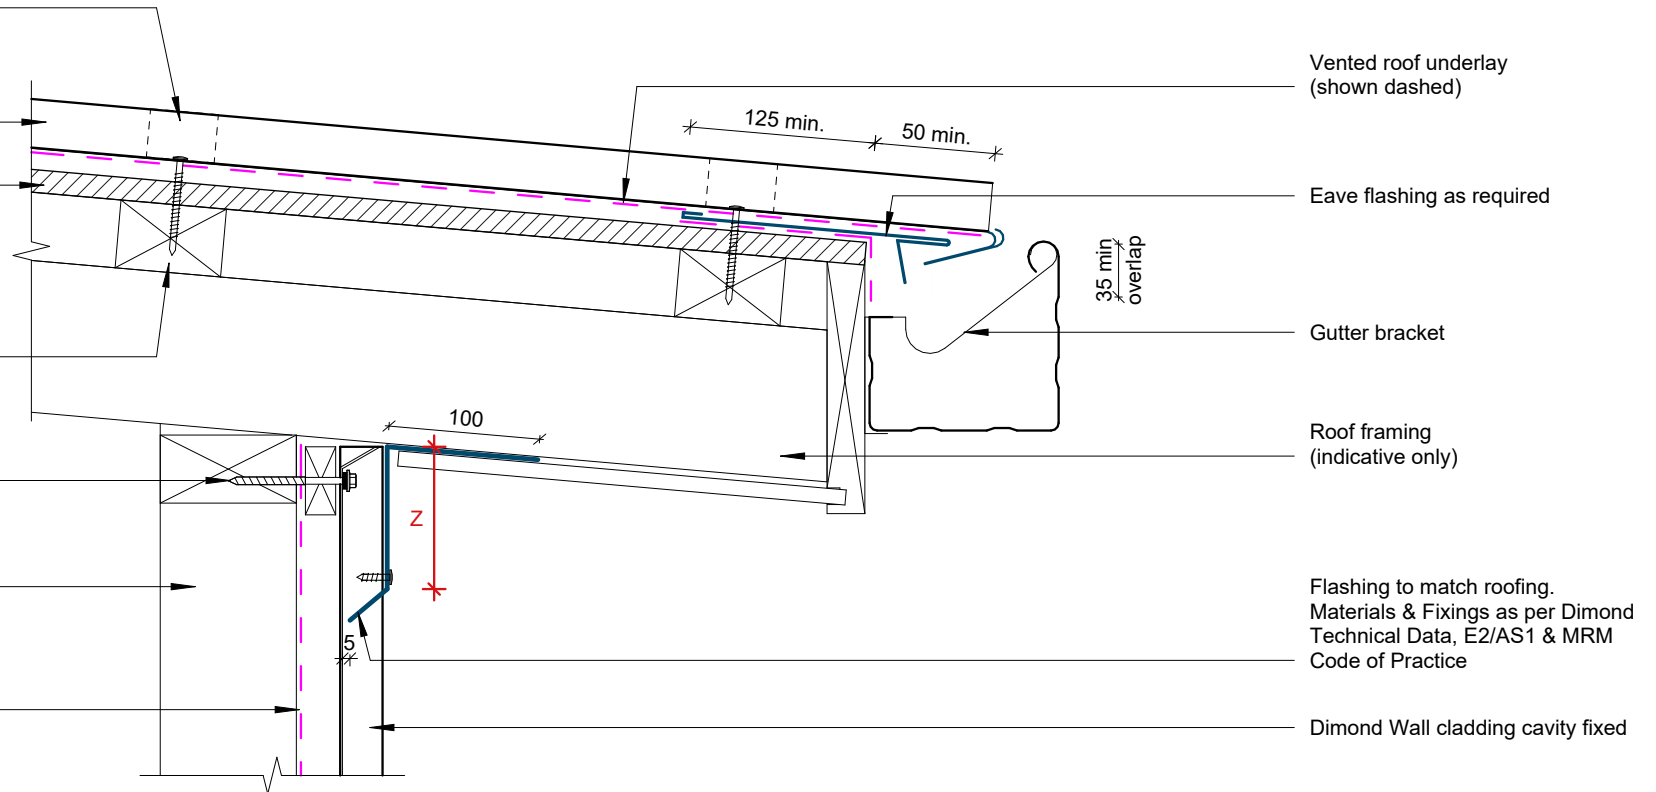 Vented roof underlay
(shown dashed)
125 min.
50 min.
Eave flashing as required
35 min
overlap
Gutter bracket
100
Roof framing
(indicative only)
Z
Flashing to match roofing.
Materials & Fixings as per Dimond
Technical Data, E2/AS1 & MRM
Code of Practice
5
Dimond Wall cladding cavity fixed